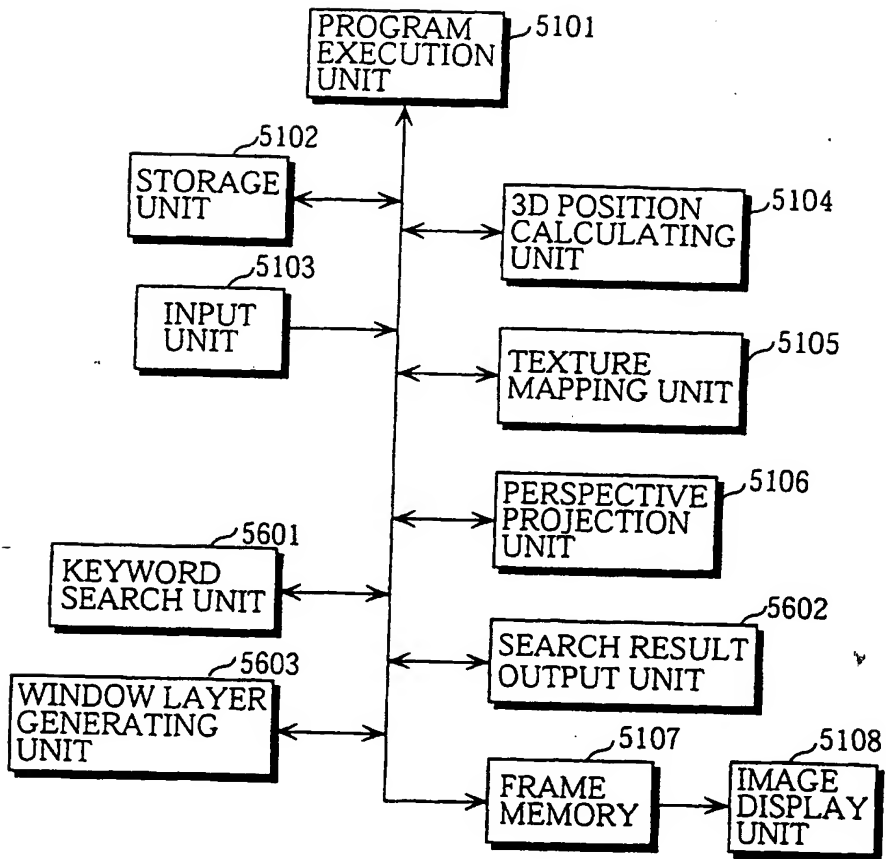 PROGRAM
EXECUTION
UNIT
5101
5102
STORAGE
UNIT
3D POSITION
CALCULATING
UNIT
5104
5103
INPUT
UNIT
TEXTURE
MAPPING UNIT
5105
PERSPECTIVE
PROJECTION
UNIT
5106
5601
KEYWORD
SEARCH UNIT
5602
SEARCH RESULT
OUTPUT UNIT
5603
WINDOW LAYER
GENERATING
UNIT
5107
FRAME
MEMORY
5108
IMAGE
DISPLAY
UNIT